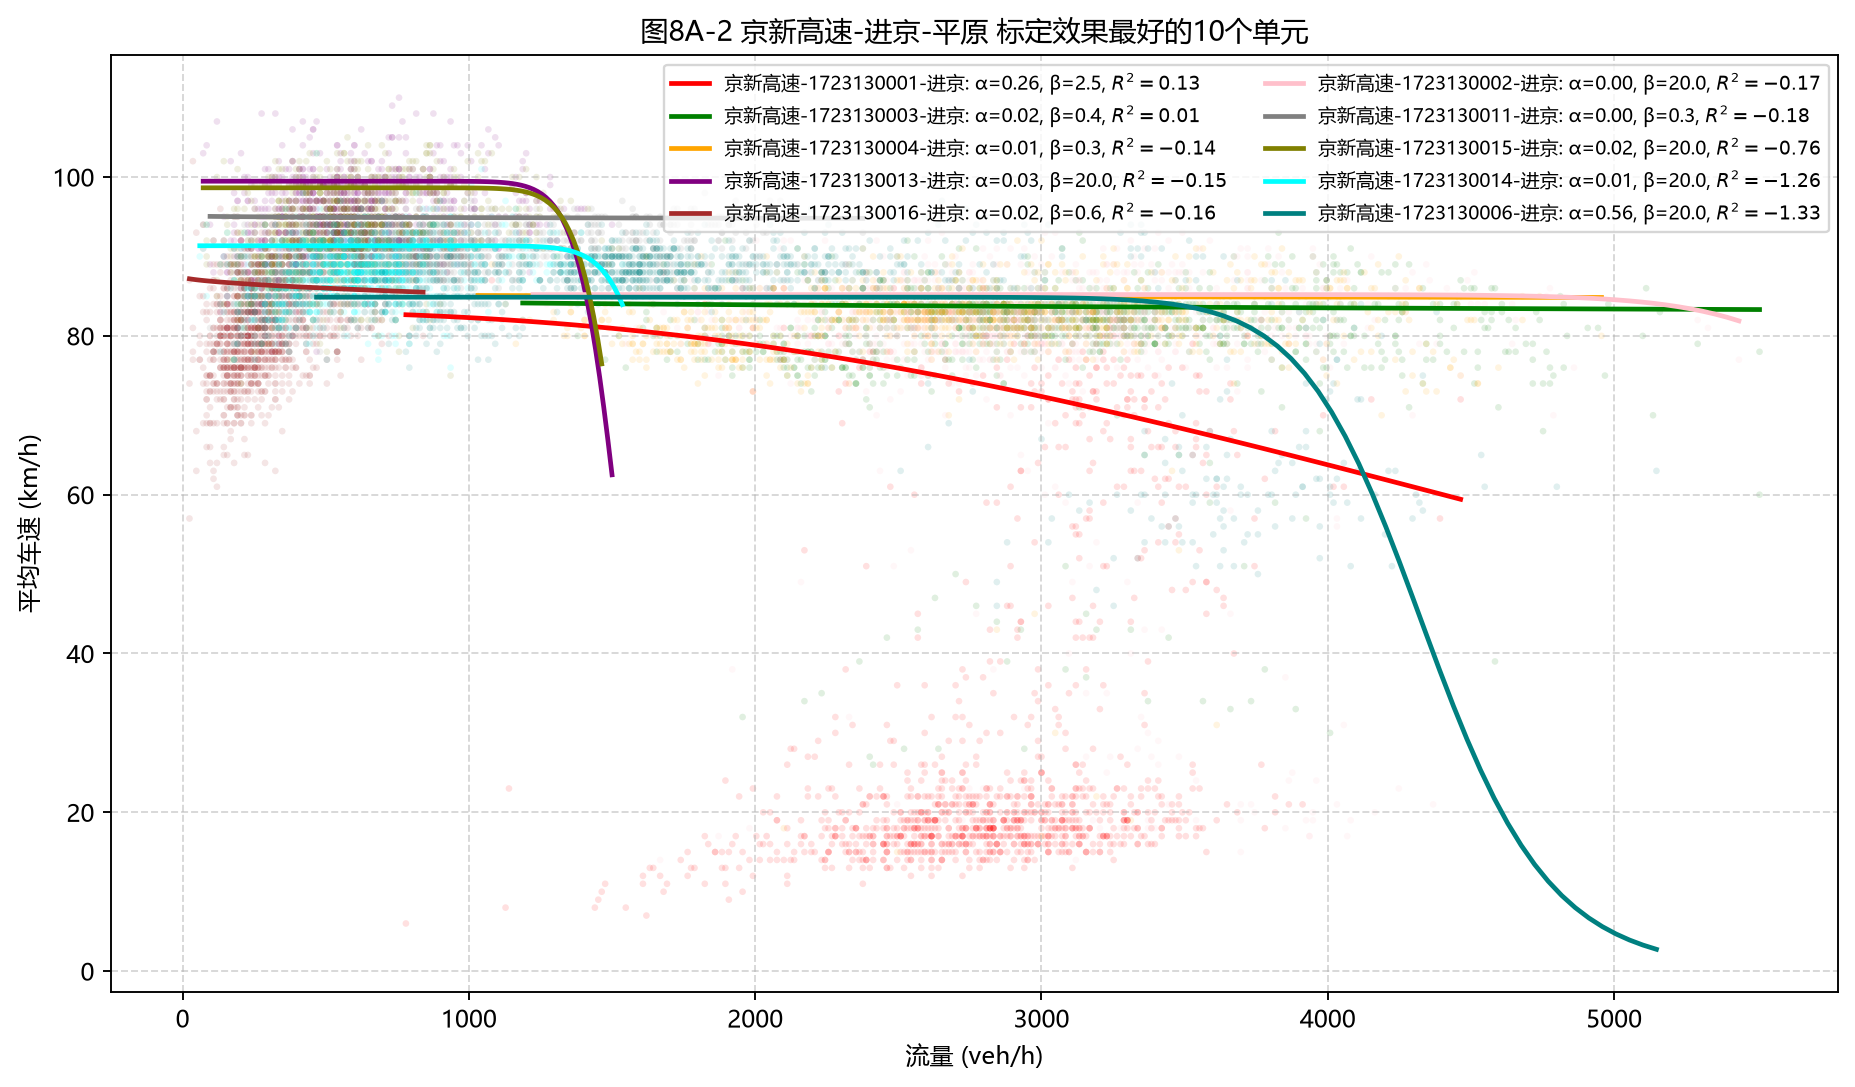 图8A-2 京新高速-进京-平原 标定效果最好的10个单元
京新高速-1723130001-进京: α=0.26, β=2.5, R² = 0.13
京新高速-1723130003-进京: α=0.02, β=0.4, R² = 0.01
京新高速-1723130004-进京: α=0.01, β=0.3, R² = −0.14
京新高速-1723130013-进京: α=0.03, β=20.0, R² = −0.15
京新高速-1723130016-进京: α=0.02, β=0.6, R² = −0.16
京新高速-1723130002-进京: α=0.00, β=20.0, R² = −0.17
京新高速-1723130011-进京: α=0.00, β=0.3, R² = −0.18
京新高速-1723130015-进京: α=0.02, β=20.0, R² = −0.76
京新高速-1723130014-进京: α=0.01, β=20.0, R² = −1.26
京新高速-1723130006-进京: α=0.56, β=20.0, R² = −1.33
平均车速 (km/h)
100
80
60
40
20
0
0 1000 2000 3000 4000 5000
流量 (veh/h)